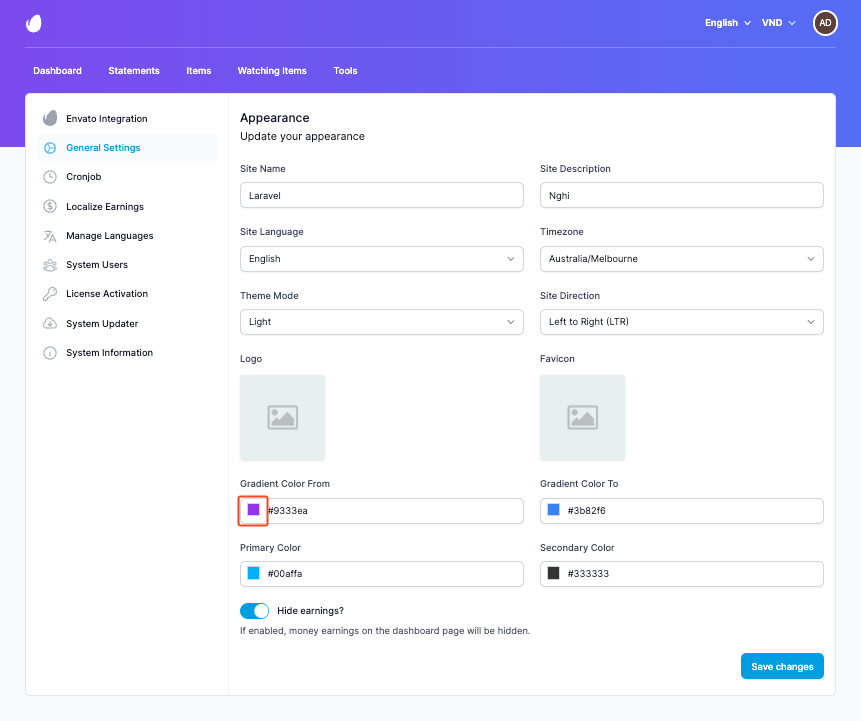 English VND AD
Dashboard Statements Items Watching Items Tools
Envato Integration
General Settings
Cronjob
Localize Earnings
Manage Languages
System Users
License Activation
System Updater
System Information
Appearance
Update your appearance
Site Name Site Description
Laravel Nghi
Site Language Timezone
English Australia/Melbourne
Theme Mode Site Direction
Light Left to Right (LTR)
Logo Favicon
Gradient Color From Gradient Color To
#9333ea #3b82f6
Primary Color Secondary Color
#00affa #333333
Hide earnings?
If enabled, money earnings on the dashboard page will be hidden.
Save changes